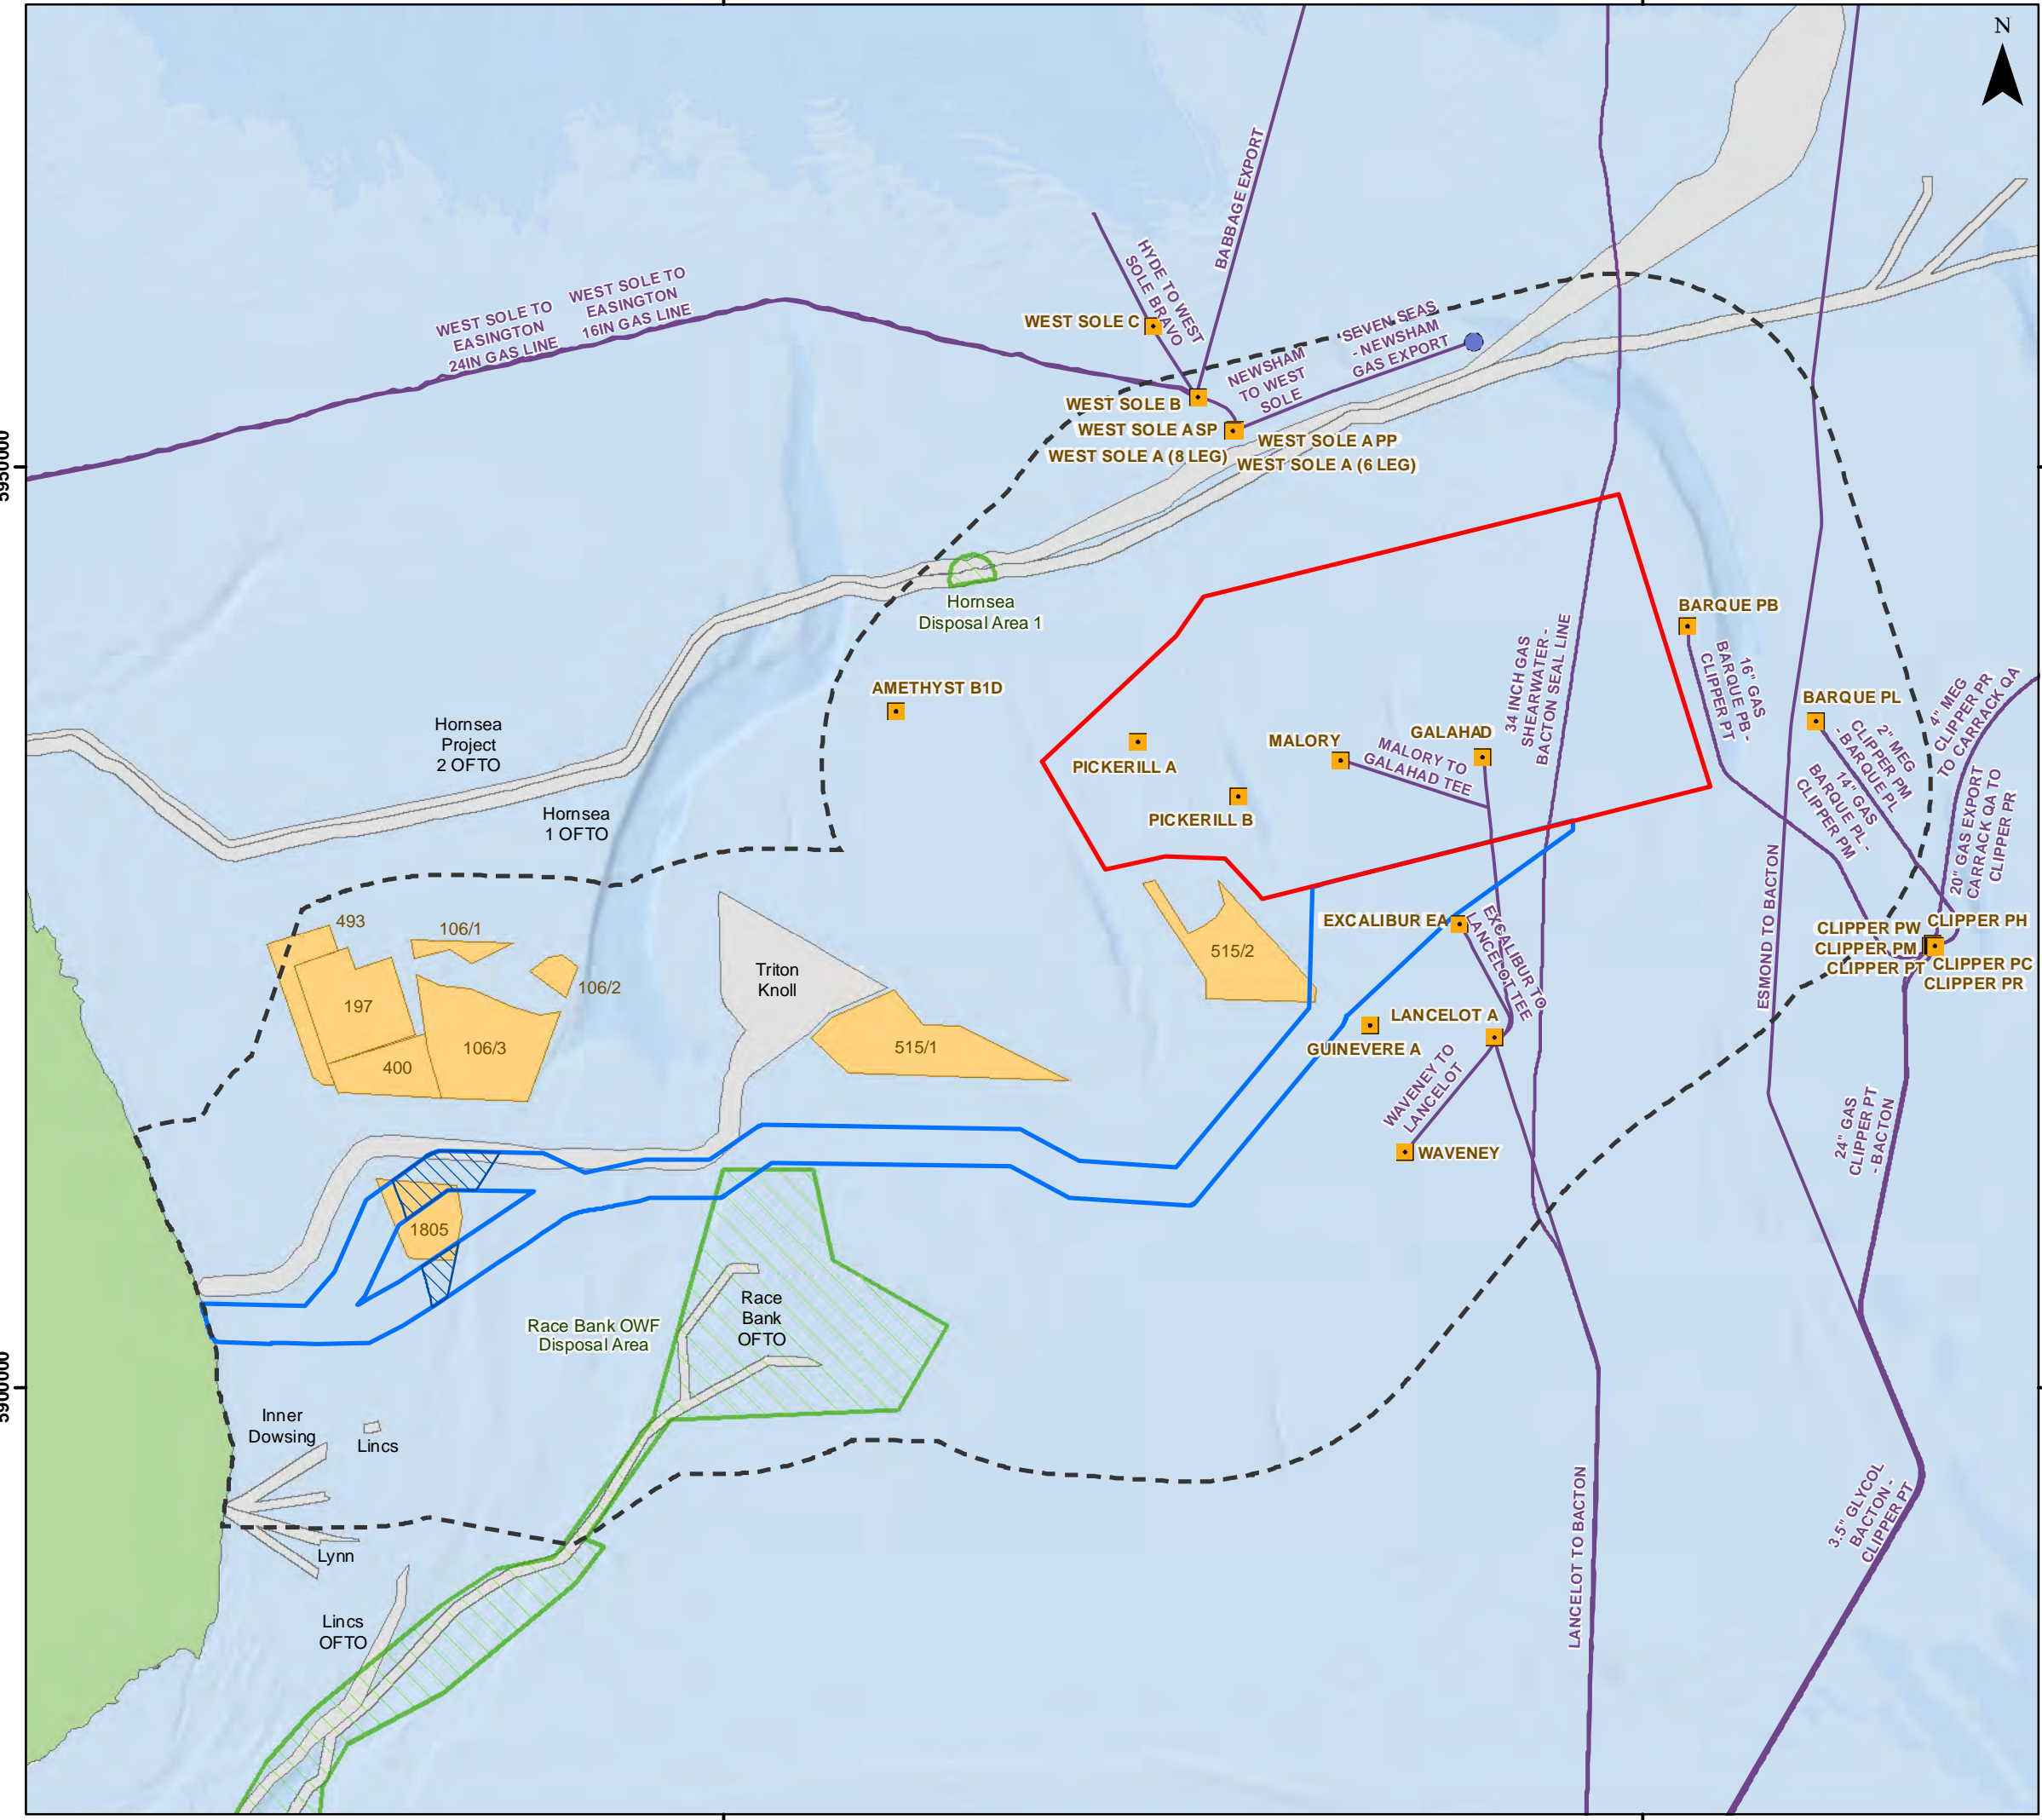 N
BABBAGE EXPORT
HYDE TO WEST
SOLE BRAVO
WEST SOLE TO
EASINGTON
24IN GAS LINE
WEST SOLE TO
EASINGTON
16IN GAS LINE
WEST SOLE C
SEVEN SEAS
- NEWSHAM
GAS EXPORT
NEWSHAM
TO WEST
SOLE
WEST SOLE B
WEST SOLE A SP
WEST SOLE A PP
WEST SOLE A (8 LEG)
WEST SOLE A (6 LEG)
5950000
Hornsea
Disposal Area 1
BARQUE PB
34 INCH GAS
SHEARWATER -
BACTON SEAL LINE
16" GAS
BARQUE PB -
CLIPPER PT
AMETHYST B1D
BARQUE PL
4" MEG
CLIPPER PR
TO CARRACK QA
Hornsea
Project
2 OFTO
PICKERILL A
MALORY
GALAHAD
MALORY TO
GALAHAD TEE
2" MEG
CLIPPER PM
- BARQUE PL
14" GAS
BARQUE PL -
CLIPPER PM
20" GAS EXPORT
CARRACK QA TO
CLIPPER PR
Hornsea
1 OFTO
PICKERILL B
ESMOND TO BACTON
493
106/1
106/2
197
400
106/3
Triton
Knoll
515/1
515/2
EXCALIBUR EA
EXCALIBUR TO
LANCELOT TEE
CLIPPER PW
CLIPPER PH
CLIPPER PM
CLIPPER PT
CLIPPER PC
CLIPPER PR
LANCELOT A
GUINEVERE A
WAVENEY TO
LANCELOT
WAVENEY
24" GAS
CLIPPER PT
- BACTON
1805
Race Bank OWF
Disposal Area
Race
Bank
OFTO
5900000
Inner
Dowsing
Lincs
Lynn
Lincs
OFTO
LANCELOT TO BACTON
3.5" GLYCOL
BACTON -
CLIPPER PT